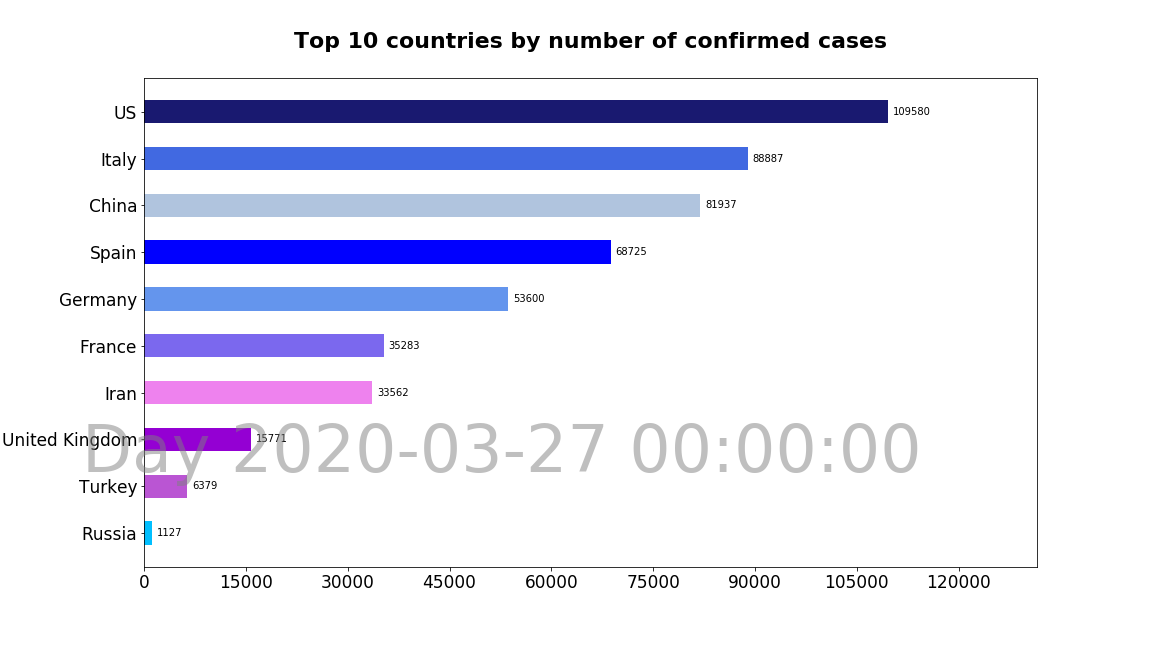 Top 10 countries by number of confirmed cases
US 109580
Italy 88887
China 81937
Spain 68725
Germany 53600
France 35283
Iran 33562
United Kingdom 15771
Day 2020-03-27 00:00:00
Turkey 6379
Russia 1127
0 15000 30000 45000 60000 75000 90000 105000 120000